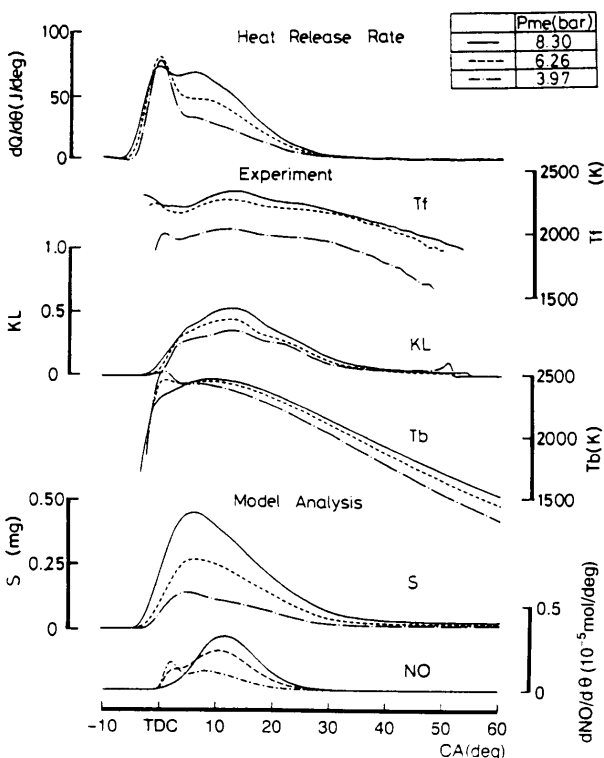 Heat Release Rate
Pme(bar)
8.30
6.26
3.97
100
50
0
dQ/dθ(J/deg)
Experiment
2500
(K)
2000
Tf
1500
Tf
1.0
0.5
0
KL
KL
2500
2000
1500
Tb(K)
Tb
Model Analysis
0.50
0.25
0
S (mg)
S
0.5
0
dNO/dθ (10⁻⁵mol/deg)
NO
-10 TDC 10 20 30 40 50 60
CA(deg)